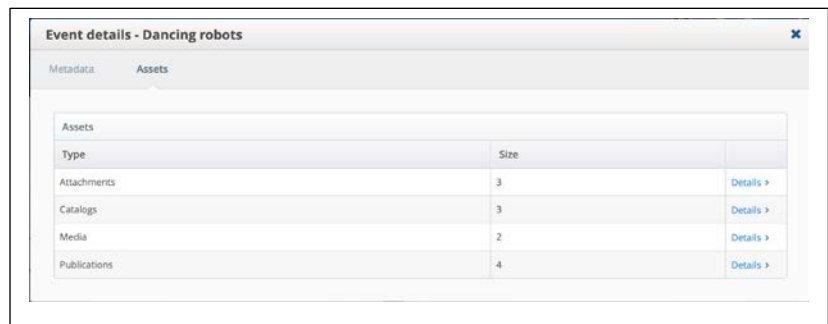 Event details - Dancing robots
Metadata Assets
Assets
Type Size
Attachments 3 Details
Catalogs 3 Details
Media 2 Details
Publications 4 Details